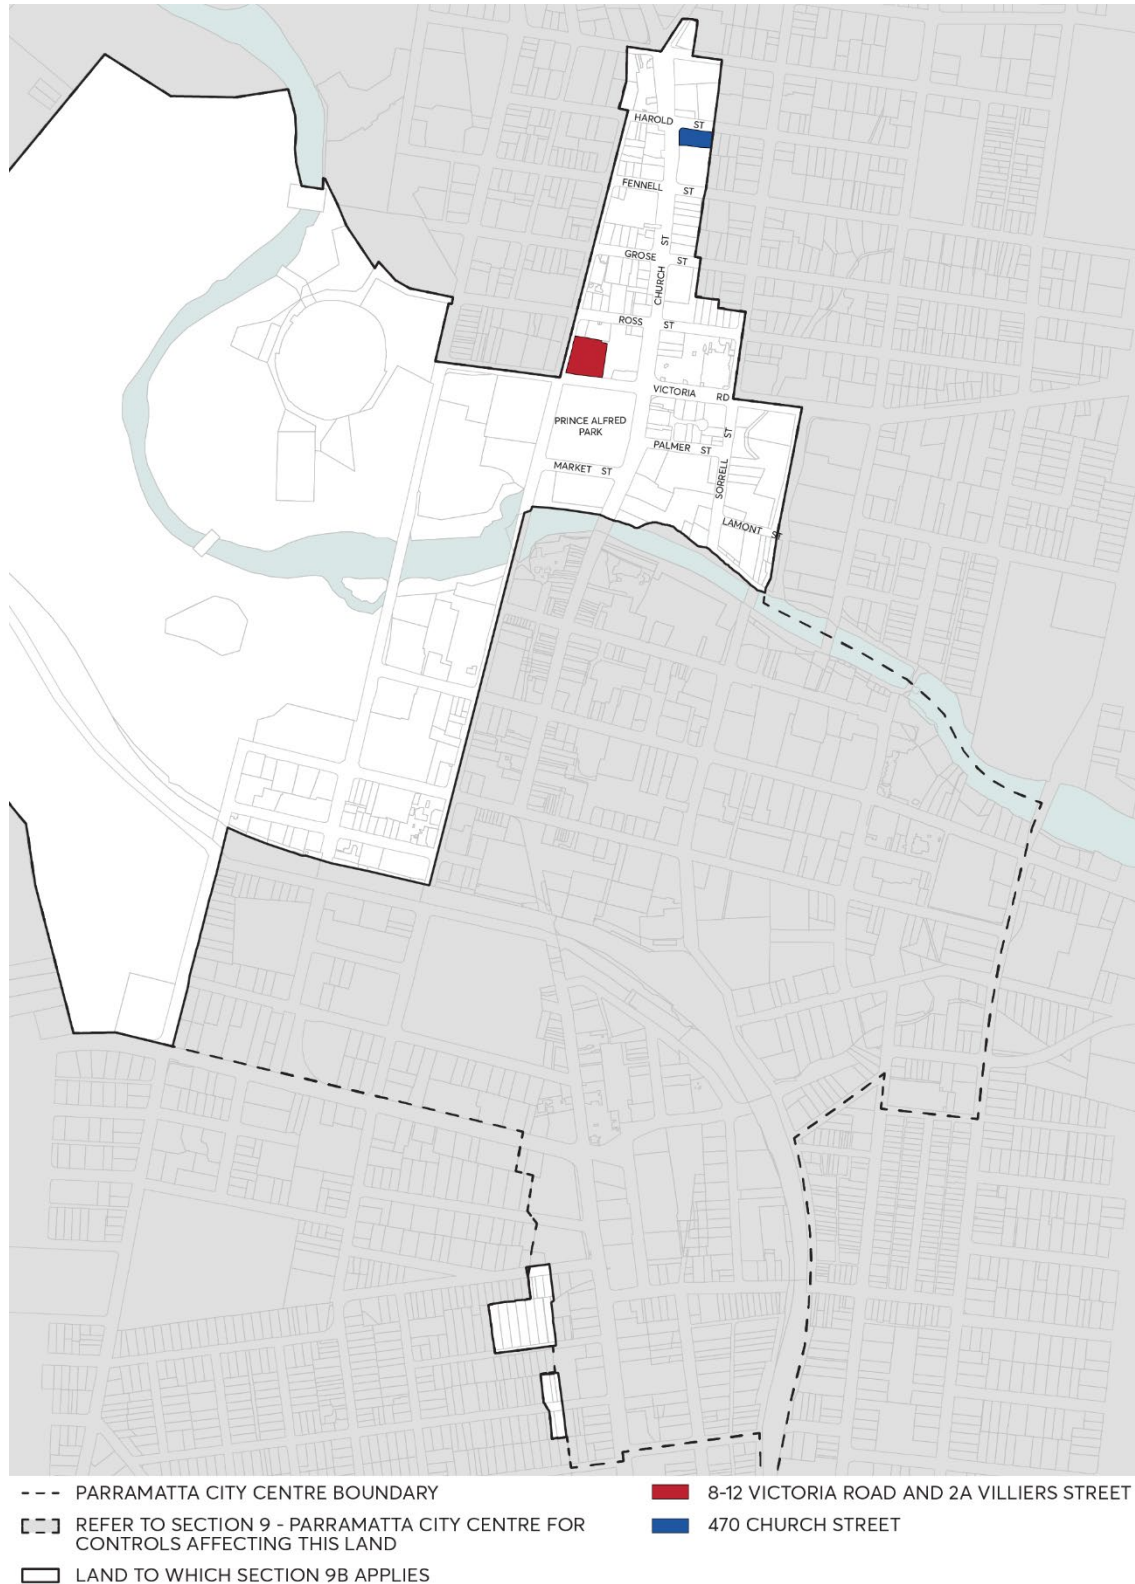 HAROLD ST
FENNELL ST
GROSE ST
CHURCH ST
ROSS ST
VICTORIA RD
PRINCE ALFRED
PARK
PALMER ST
MARKET ST
SORRELL ST
LAMONT ST
PARRAMATTA CITY CENTRE BOUNDARY
REFER TO SECTION 9 - PARRAMATTA CITY CENTRE FOR
CONTROLS AFFECTING THIS LAND
LAND TO WHICH SECTION 9B APPLIES
8-12 VICTORIA ROAD AND 2A VILLIERS STREET
470 CHURCH STREET